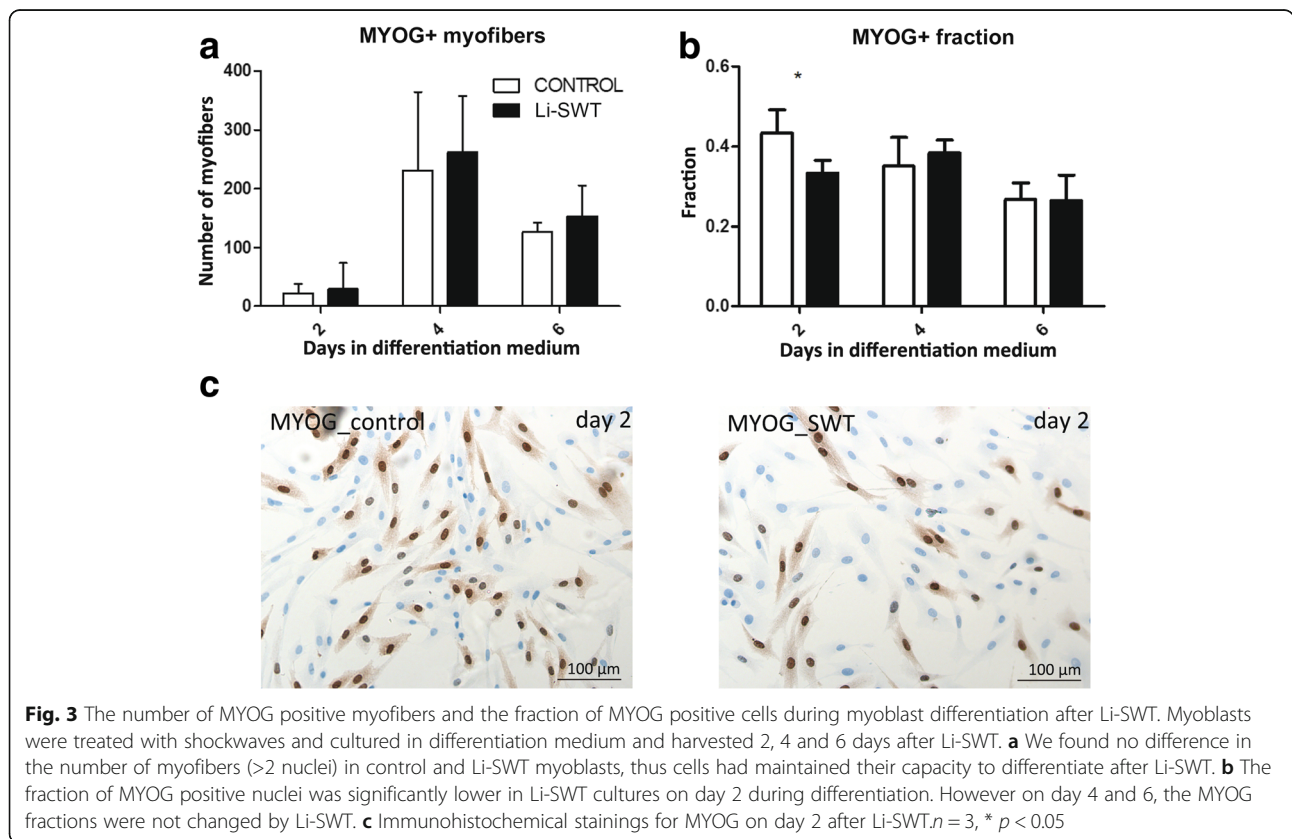 a
MYOG+ myofibers
400
300
200
100
0
Number of myofibers
CONTROL
Li-SWT
2 4 6
Days in differentiation medium
b
MYOG+ fraction
0.6
0.4
0.2
0.0
Fraction
*
2 4 6
Days in differentiation medium
c
MYOG_control day 2
100 µm
MYOG_SWT day 2
100 µm
Fig. 3 The number of MYOG positive myofibers and the fraction of MYOG positive cells during myoblast differentiation after Li-SWT. Myoblasts
were treated with shockwaves and cultured in differentiation medium and harvested 2, 4 and 6 days after Li-SWT. a We found no difference in
the number of myofibers (>2 nuclei) in control and Li-SWT myoblasts, thus cells had maintained their capacity to differentiate after Li-SWT. b The
fraction of MYOG positive nuclei was significantly lower in Li-SWT cultures on day 2 during differentiation. However on day 4 and 6, the MYOG
fractions were not changed by Li-SWT. c Immunohistochemical stainings for MYOG on day 2 after Li-SWT.n = 3, * p < 0.05